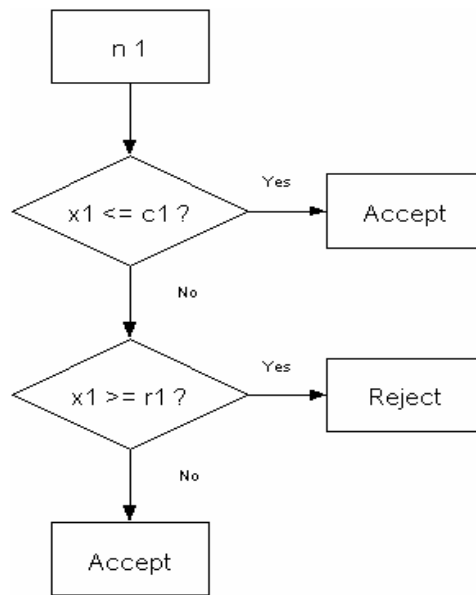 n 1
x1 <= c1 ?
Yes
Accept
No
x1 >= r1 ?
Yes
Reject
No
Accept